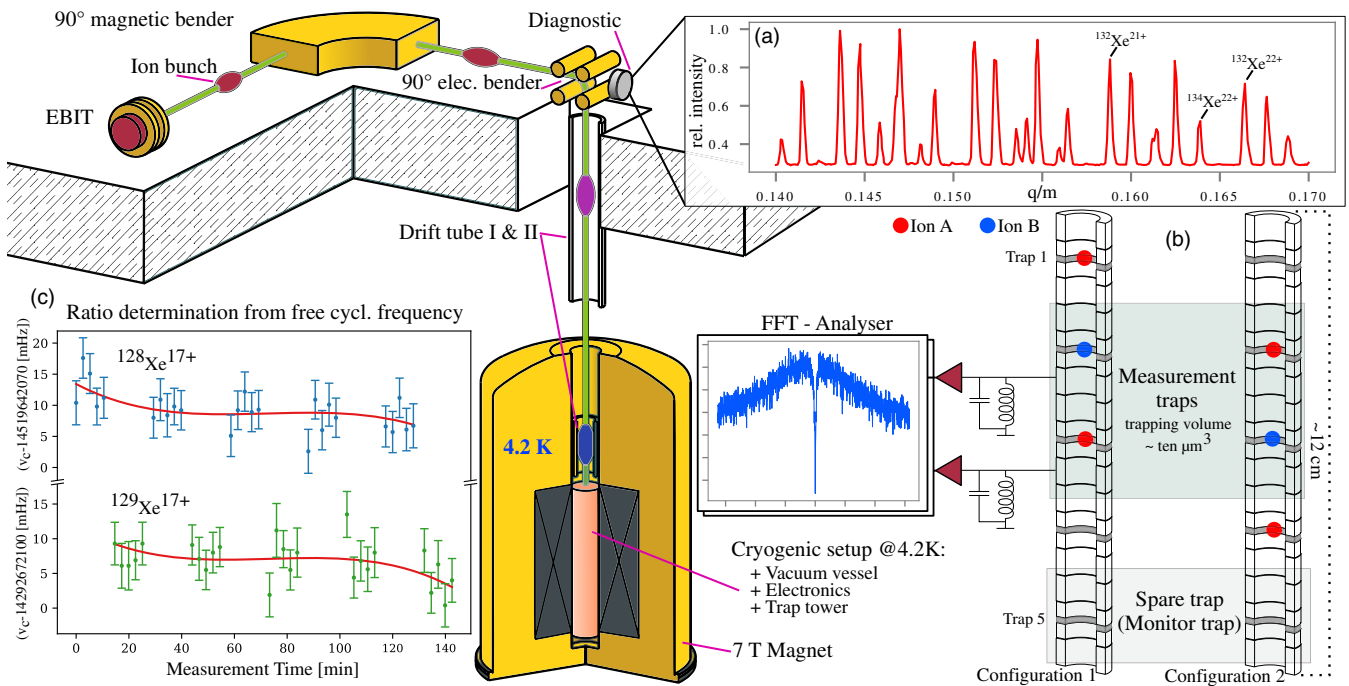 90° magnetic bender
Ion bunch
EBIT
90° elec. bender
Diagnostic
Drift tube I & II
(a)
rel. intensity
1.0
0.8
0.6
0.4
¹³²Xe²¹⁺
¹³⁴Xe²²⁺
¹³²Xe²²⁺
0.140
0.145
0.150
0.155
0.160
0.165
0.170
q/m
Ion A
Ion B
(b)
Trap 1
Measurement
traps
trapping volume
~ ten μm³
Trap 5
Spare trap
(Monitor trap)
~12 cm
Configuration 1
Configuration 2
(c)
Ratio determination from free cycl. frequency
¹²⁸Xe¹⁷⁺
(νc-14519642070 [mHz])
20
15
10
5
0
¹²⁹Xe¹⁷⁺
(νc-14292672100 [mHz])
10
5
0
0
20
40
60
80
100
120
140
Measurement Time [min]
4.2 K
FFT - Analyser
Cryogenic setup @4.2K:
+ Vacuum vessel
+ Electronics
+ Trap tower
7 T Magnet